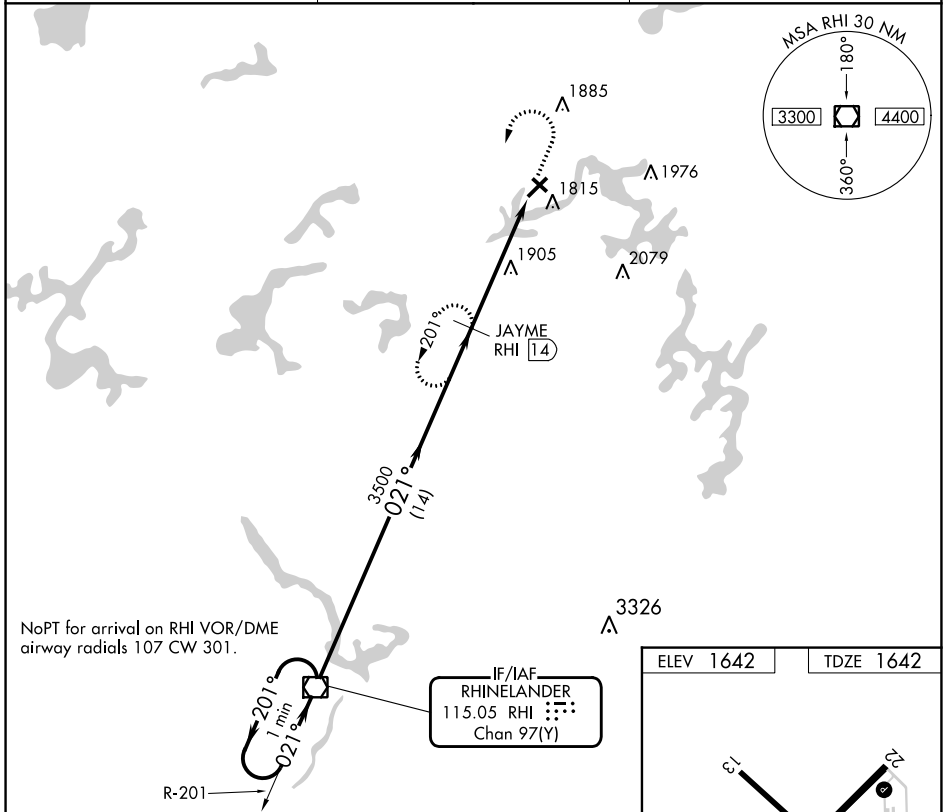 MSA RHI 30 NM
180°
3300
4400
360°
1885
1976
1815
1905
2079
201°
JAYME
RHI 14
3500
021°
(14)
3326
NoPT for arrival on RHI VOR/DME
airway radials 107 CW 301.
IF/IAF
RHINELANDER
115.05 RHI
Chan 97(Y)
201°
1 min
021°
R-201
ELEV 1642
TDZE 1642
13
22
P